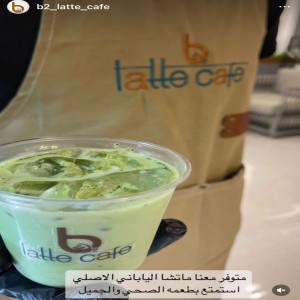 b2_latte_cafe
b
latte cafe
b
latte cafe
متوفر معنا ماتشا الياباني الاصلي
استمتع بطعمه الصحي والجميل